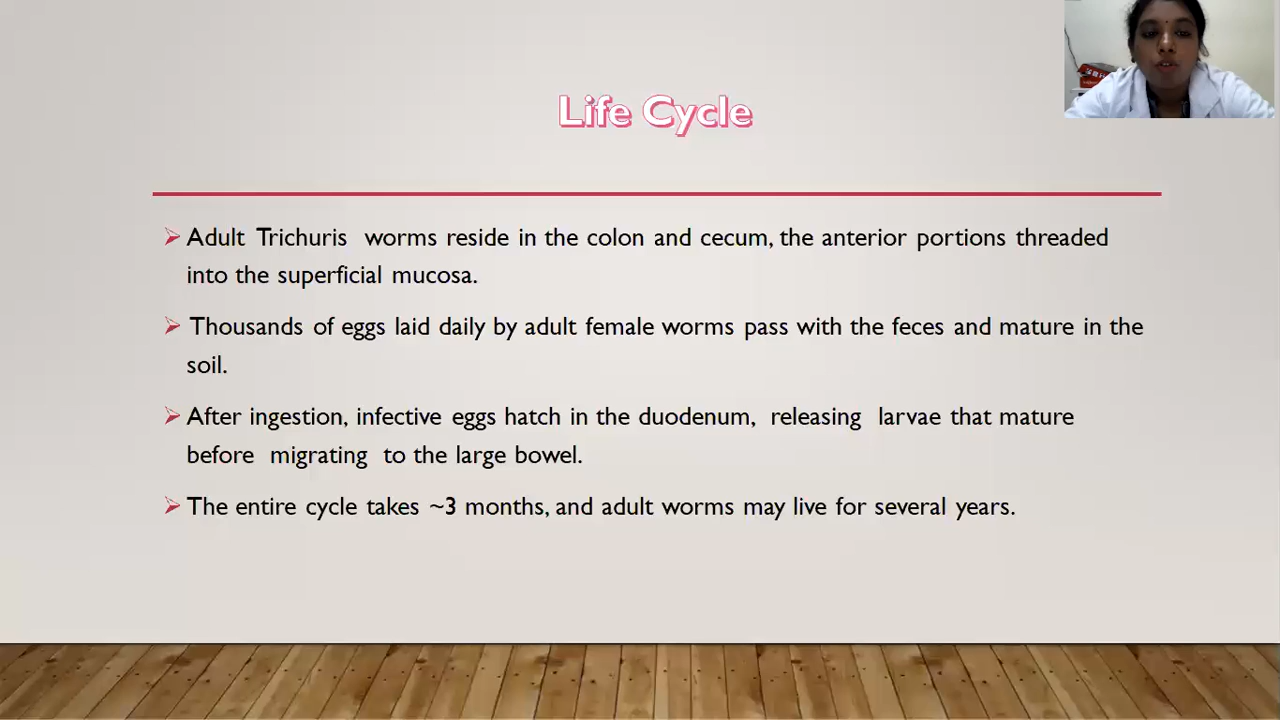 Life Cycle
Adult Trichuris worms reside in the colon and cecum, the anterior portions threaded
into the superficial mucosa.
Thousands of eggs laid daily by adult female worms pass with the feces and mature in the
soil.
After ingestion, infective eggs hatch in the duodenum, releasing larvae that mature
before migrating to the large bowel.
The entire cycle takes ~3 months, and adult worms may live for several years.